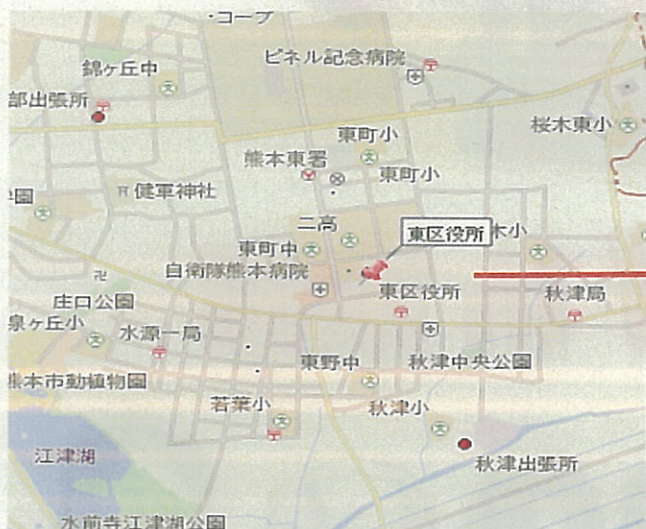 ・コープ
ピネル記念病院
錦ヶ丘中
部出張所
東町小
桜木東小
熊本東署
東町小
健軍神社
園
二高
東区役所
木小
東町中
自衛隊熊本病院
東区役所
秋津局
庄口公園
泉ヶ丘小
水源一局
東野中
秋津中央公園
熊本市動植物園
若葉小
秋津小
江津湖
秋津出張所
水前寺江津湖公園